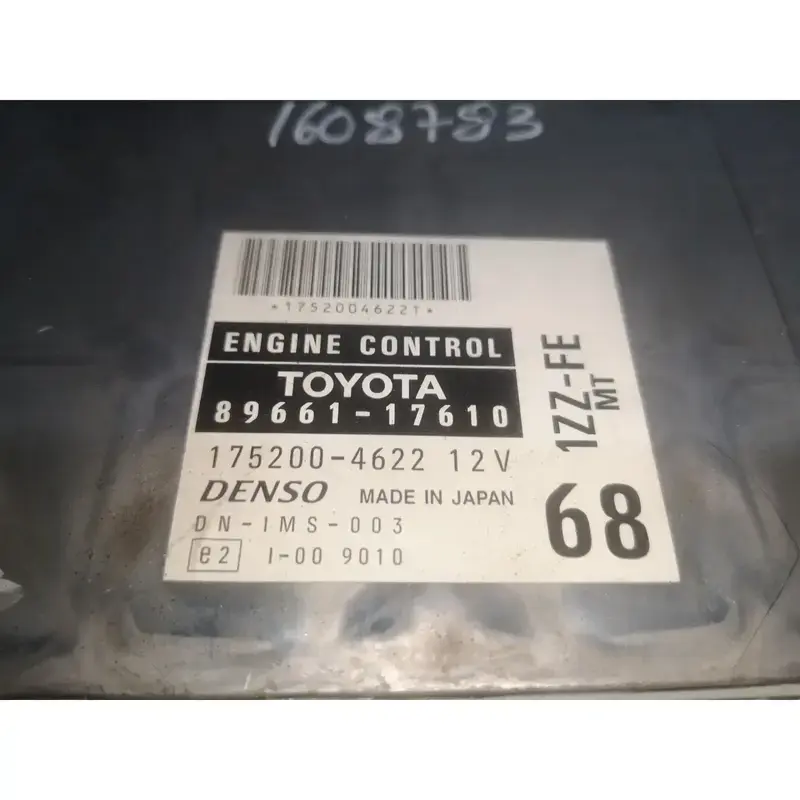 1608783
*17520046221*
ENGINE CONTROL
TOYOTA
89661-17610
175200-4622 12V
DENSO MADE IN JAPAN
DN-IMS-003
e2 I-00 9010
1ZZ-FE
MT
68